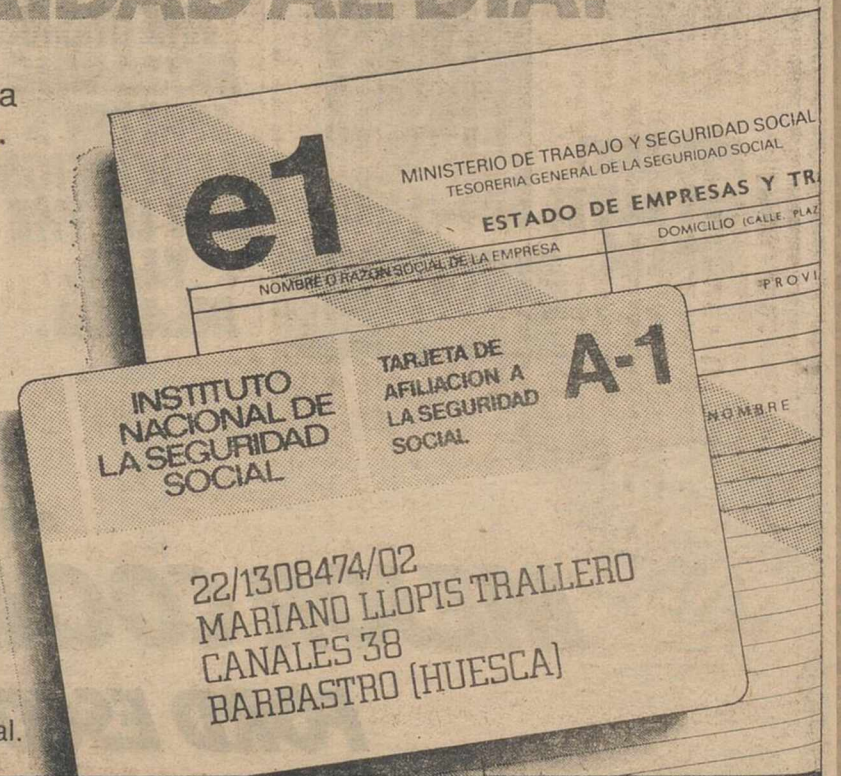 a
e1
MINISTERIO DE TRABAJO Y SEGURIDAD SOCIAL
TESORERIA GENERAL DE LA SEGURIDAD SOCIAL
ESTADO DE EMPRESAS Y TR
NOMBRE O RAZON SOCIAL DE LA EMPRESA
DOMICILIO (CALLE, PLAZ
PROVI
NOMBRE
INSTITUTO
NACIONAL DE
LA SEGURIDAD
SOCIAL
TARJETA DE
AFILIACION A
LA SEGURIDAD
SOCIAL
A-1
22/1308474/02
MARIANO LLOPIS TRALLERO
CANALES 38
BARBASTRO (HUESCA)
al.